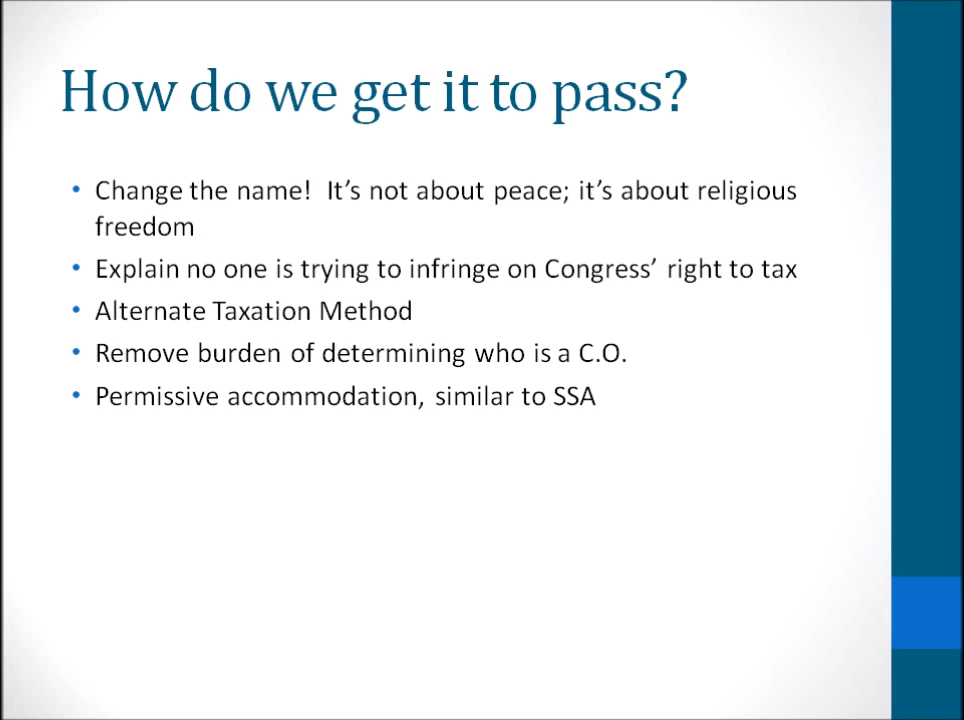 How do we get it to pass?
• Change the name!  It’s not about peace; it’s about religious
freedom
• Explain no one is trying to infringe on Congress’ right to tax
• Alternate Taxation Method
• Remove burden of determining who is a C.O.
• Permissive accommodation, similar to SSA